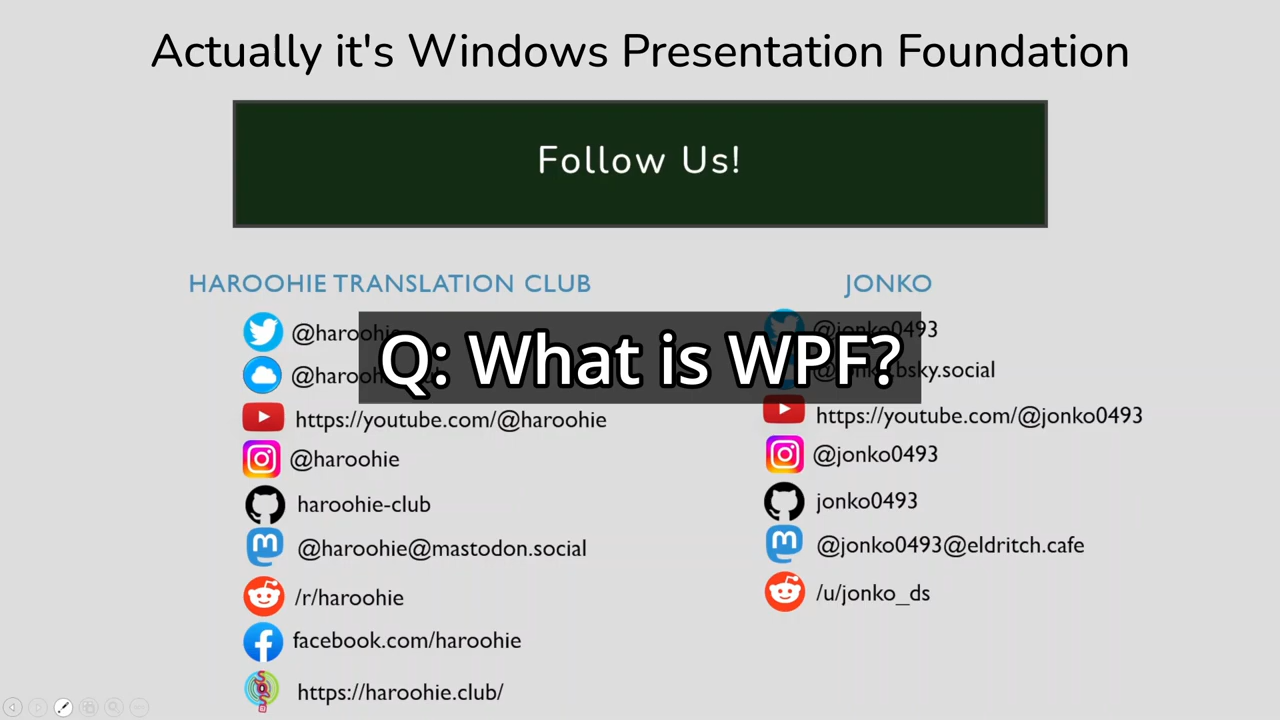 Actually it's Windows Presentation Foundation
Follow Us!
HAROOHIE TRANSLATION CLUB
@haroohie
https://youtube.com/@haroohie
@haroohie
haroohie-club
@haroohie@mastodon.social
/r/haroohie
facebook.com/haroohie
https://haroohie.club/
JONKO
@jonko0493
https://youtube.com/@jonko0493
@jonko0493
jonko0493
@jonko0493@eldritch.cafe
/u/jonko_ds
Q: What is WPF?